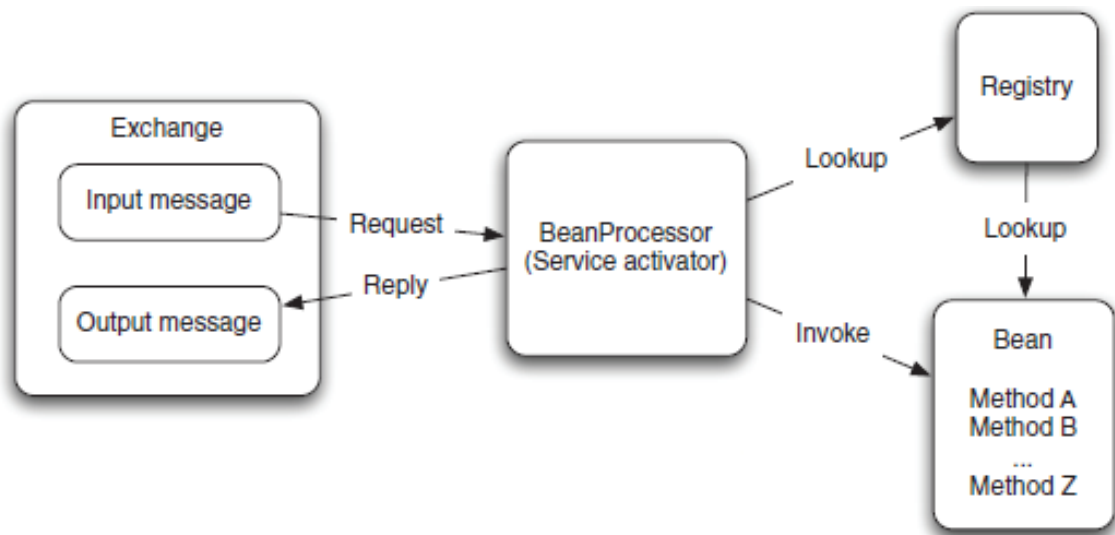 Exchange
Input message
Output message
Request
Reply
BeanProcessor
(Service activator)
Lookup
Invoke
Registry
Lookup
Bean
Method A
Method B
...
Method Z